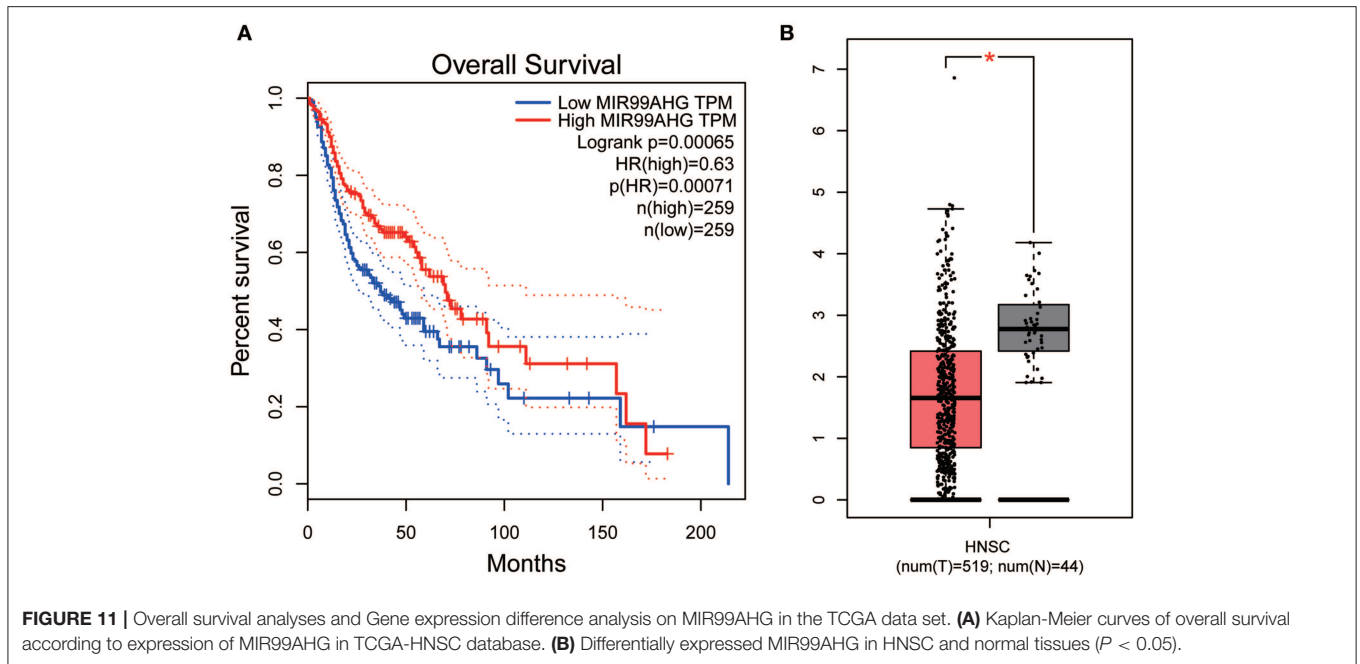 A
Overall Survival
Percent survival
1.0
0.8
0.6
0.4
0.2
0.0
Low MIR99AHG TPM
High MIR99AHG TPM
Logrank p=0.00065
HR(high)=0.63
p(HR)=0.00071
n(high)=259
n(low)=259
0 50 100 150 200
Months
B
*
7
6
5
4
3
2
1
0
HNSC
(num(T)=519; num(N)=44)
FIGURE 11 | Overall survival analyses and Gene expression difference analysis on MIR99AHG in the TCGA data set. (A) Kaplan-Meier curves of overall survival
according to expression of MIR99AHG in TCGA-HNSC database. (B) Differentially expressed MIR99AHG in HNSC and normal tissues (P < 0.05).